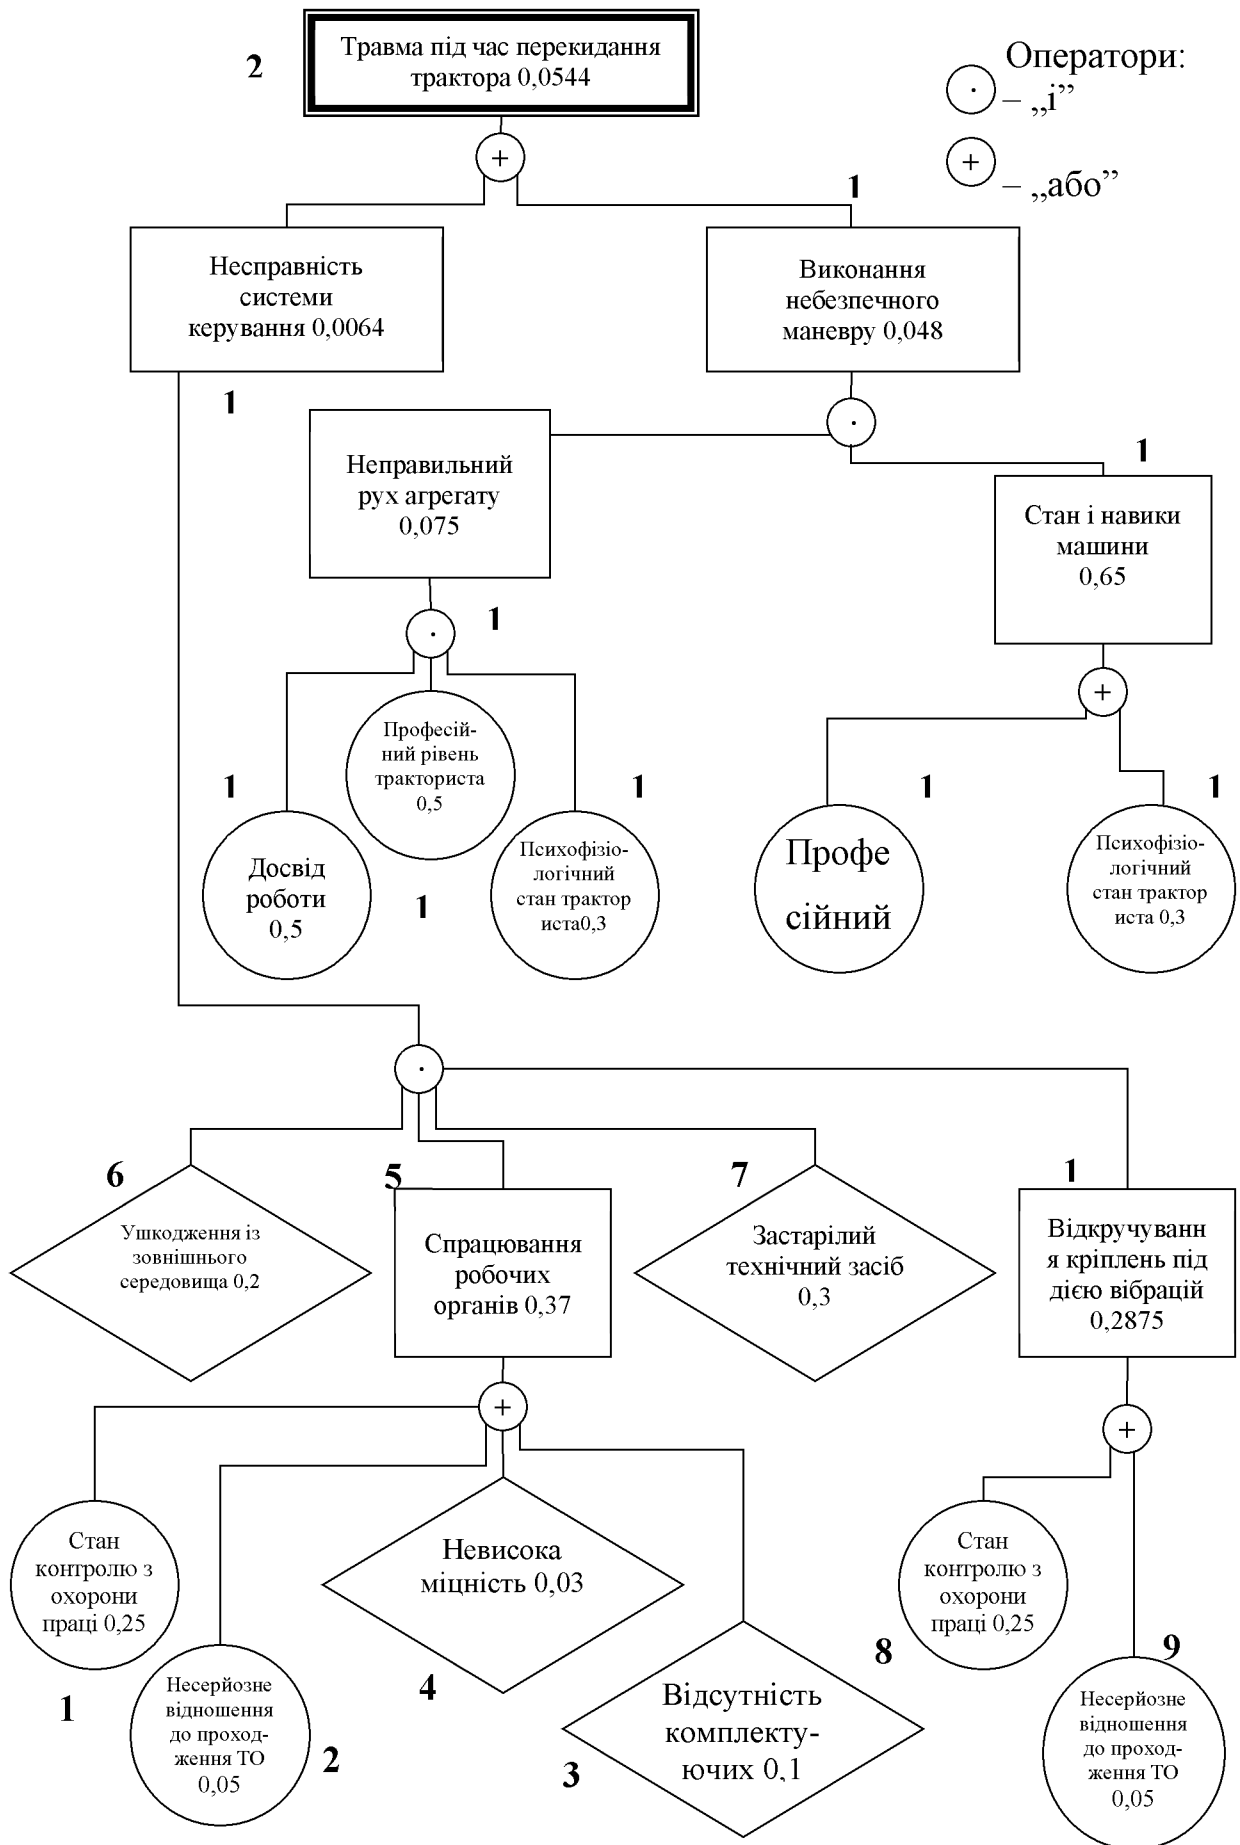 2
Травма під час перекидання
трактора 0,0544
Оператори:
· – „і”
+ – „або”
+
1
Несправність
системи
керування 0,0064
Виконання
небезпечного
маневру 0,048
1
·
Неправильний
рух агрегату
0,075
1
Стан і навики
машини
0,65
·
1
+
Професій-
ний рівень
тракториста
0,5
1
1
1
1
Досвід
роботи
0,5
1
Психофізіо-
логічний
стан трактор
иста0,3
Профе
сійний
Психофізіо-
логічний
стан трактор
иста 0,3
·
6
5
7
1
Ушкодження із
зовнішнього
середовища 0,2
Спрацювання
робочих
органів 0,37
Застарілий
технічний засіб
0,3
Відкручуванн
я кріплень під
дією вібрацій
0,2875
+
+
Стан
контролю з
охорони
праці 0,25
Невисока
міцність 0,03
Стан
контролю з
охорони
праці 0,25
1
Несерйозне
відношення
до проход-
ження ТО
0,05
2
4
Відсутність
комплекту-
ючих 0,1
3
8
9
Несерйозне
відношення
до проход-
ження ТО
0,05